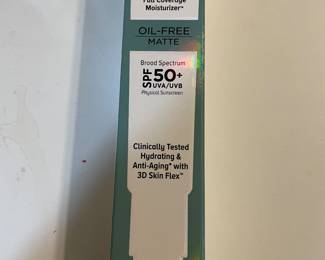 Full Coverage
Moisturizer*
OIL-FREE
MATTE
Broad Spectrum
SPF 50+
UVA/UVB
Physical Sunscreen
Clinically Tested
Hydrating &
Anti-Aging* with
3D Skin Flex™